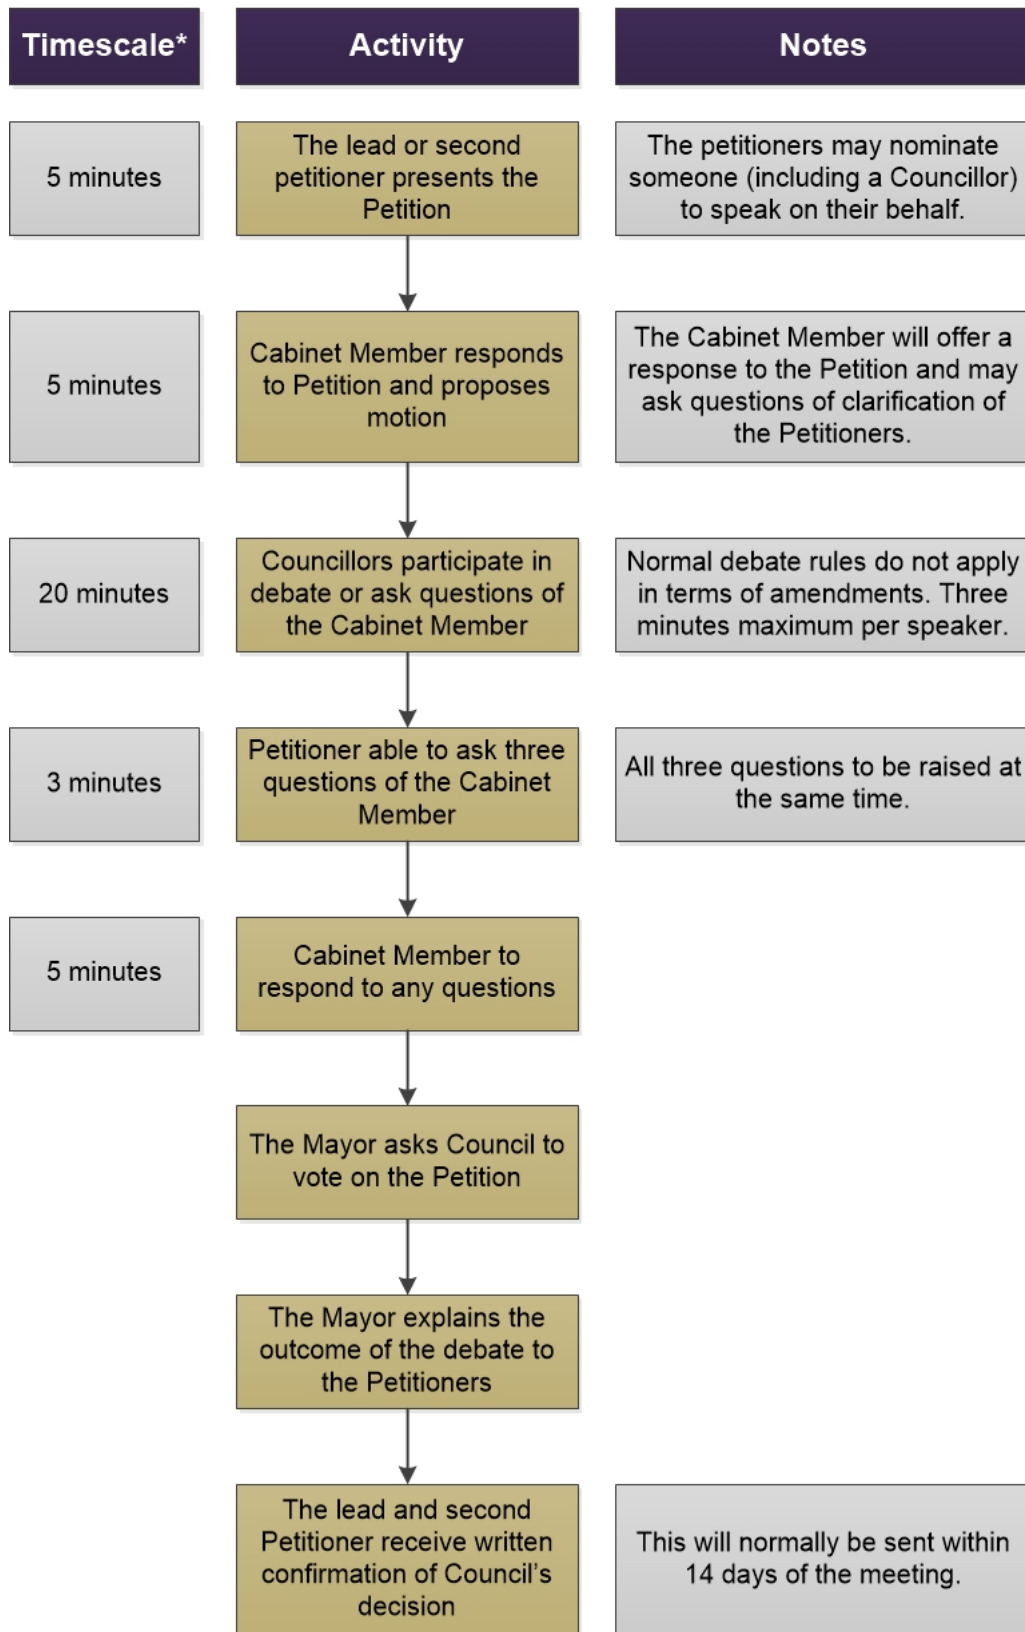 Timescale*
Activity
Notes
5 minutes
The lead or second
petitioner presents the
Petition
The petitioners may nominate
someone (including a Councillor)
to speak on their behalf.
5 minutes
Cabinet Member responds
to Petition and proposes
motion
The Cabinet Member will offer a
response to the Petition and may
ask questions of clarification of
the Petitioners.
20 minutes
Councillors participate in
debate or ask questions of
the Cabinet Member
Normal debate rules do not apply
in terms of amendments. Three
minutes maximum per speaker.
3 minutes
Petitioner able to ask three
questions of the Cabinet
Member
All three questions to be raised at
the same time.
5 minutes
Cabinet Member to
respond to any questions
The Mayor asks Council to
vote on the Petition
The Mayor explains the
outcome of the debate to
the Petitioners
The lead and second
Petitioner receive written
confirmation of Council's
decision
This will normally be sent within
14 days of the meeting.